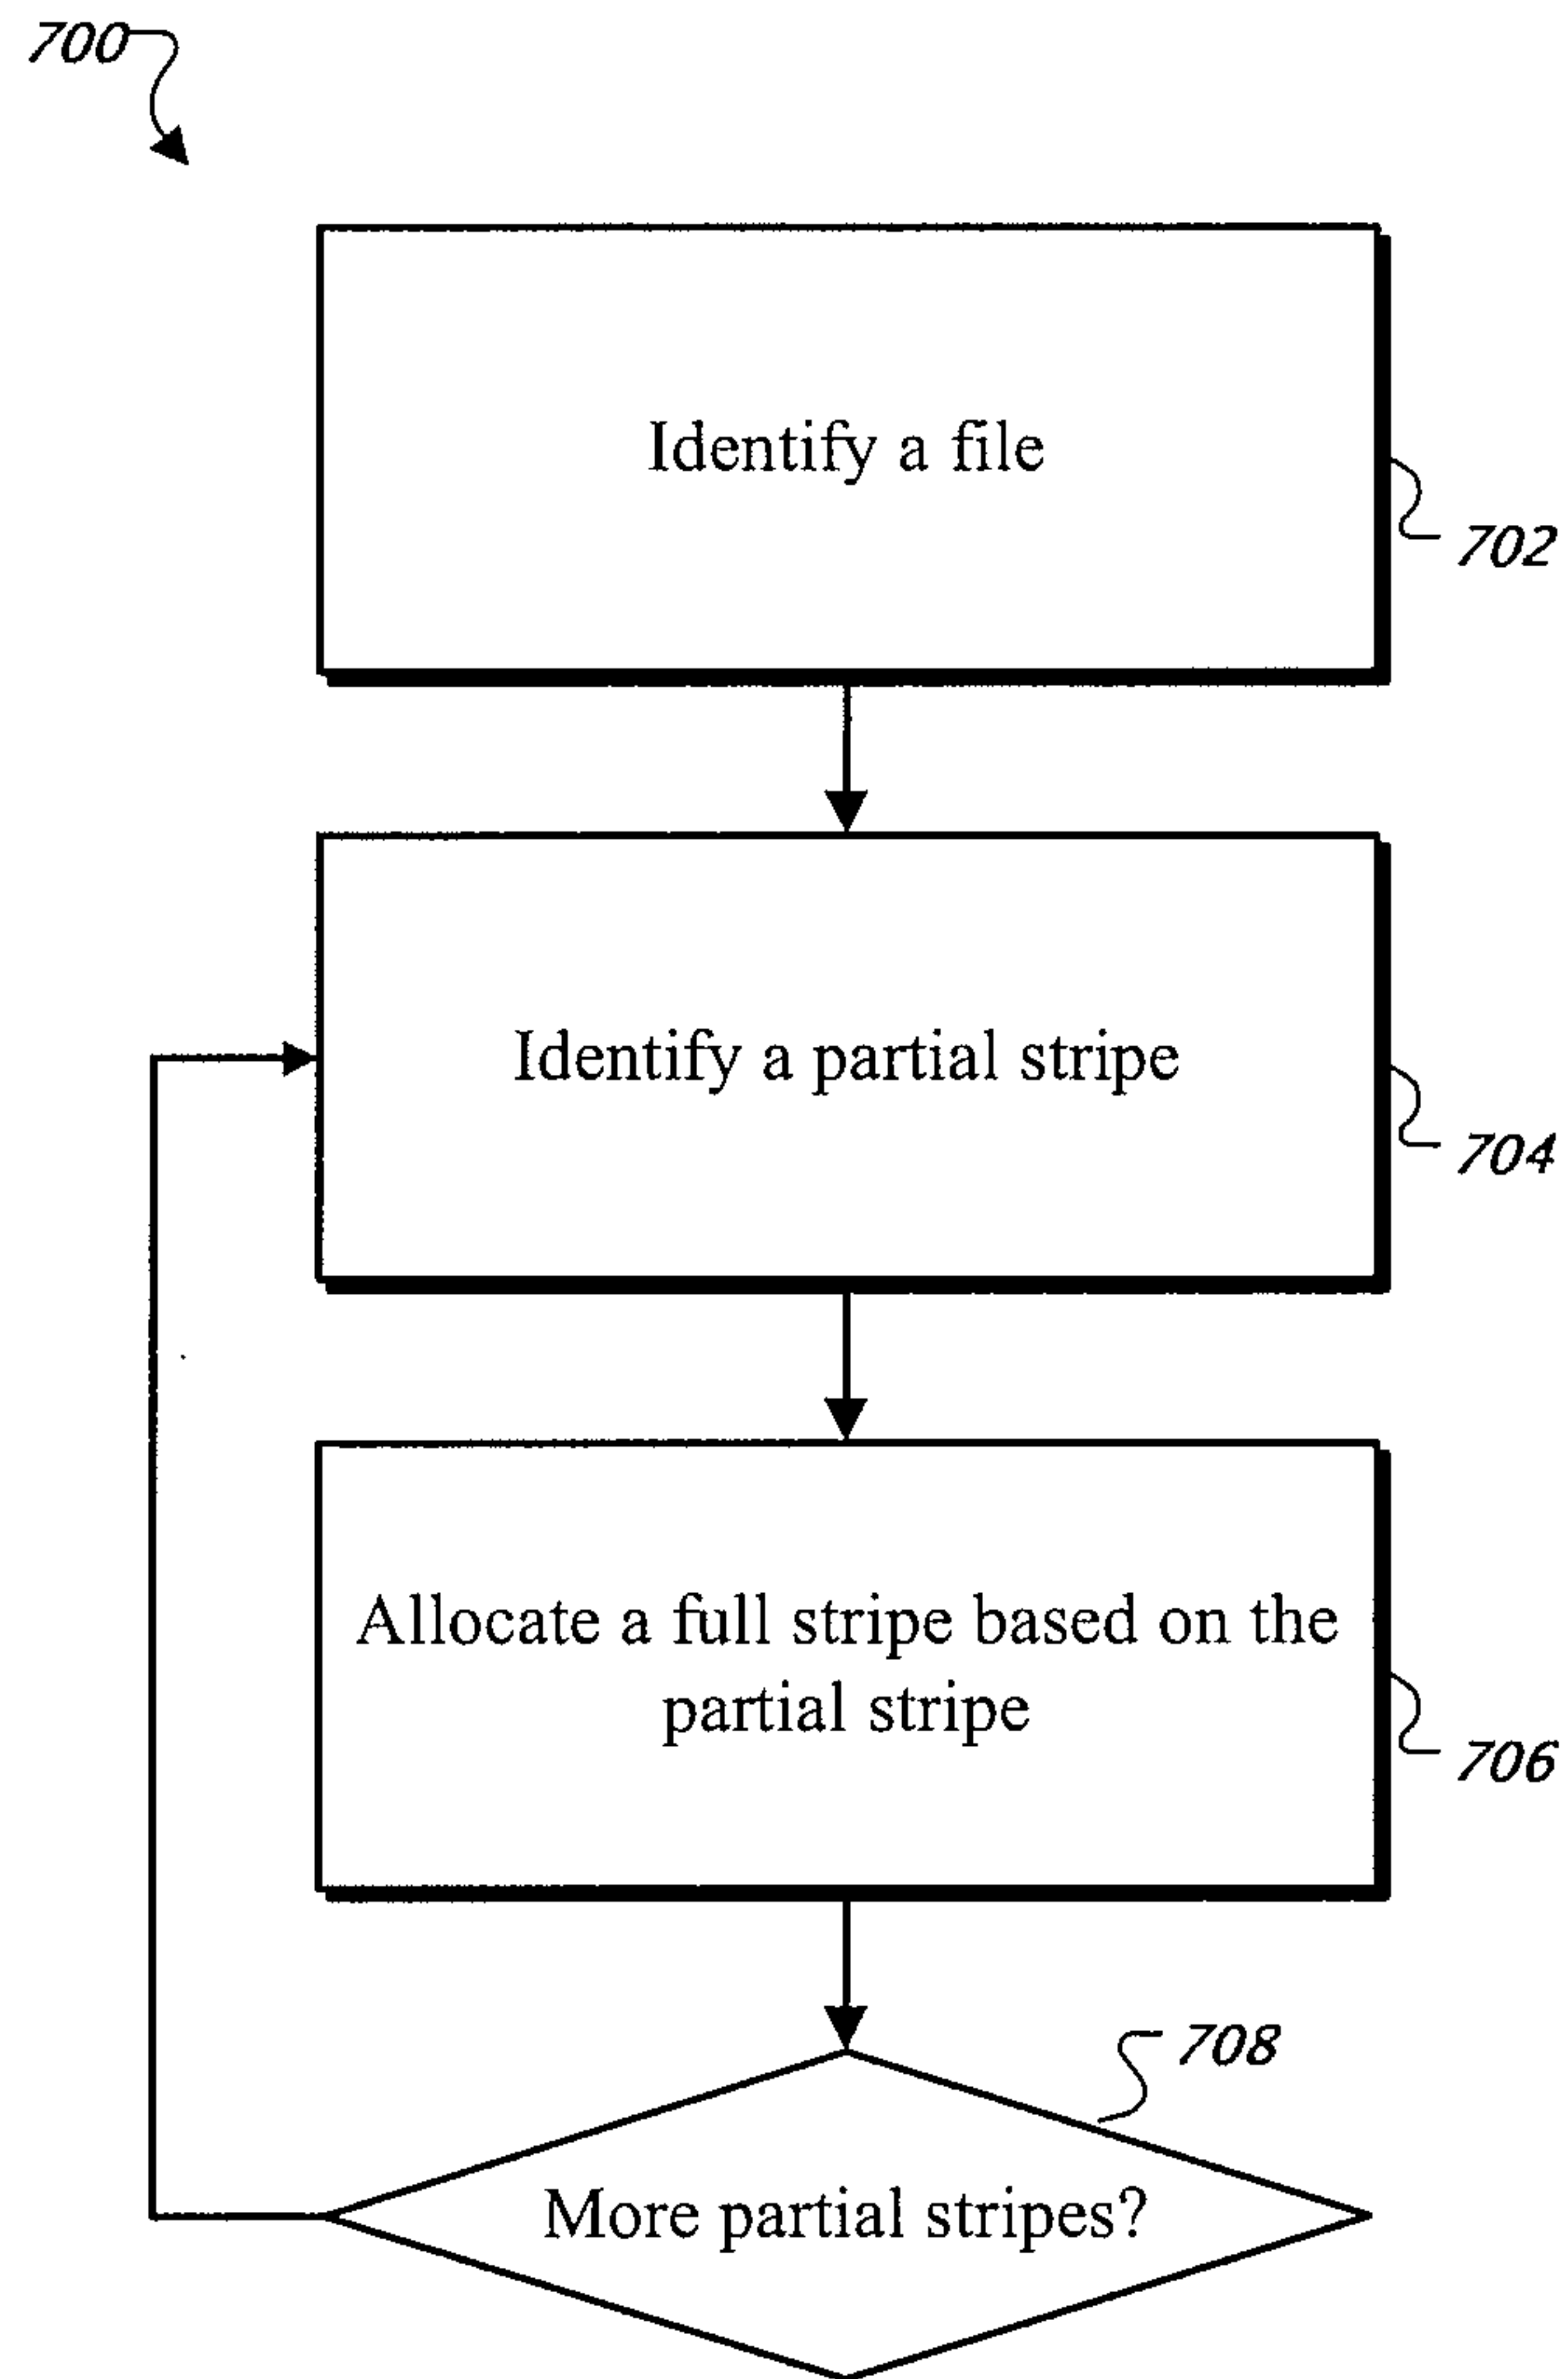 700
Identify a file
702
Identify a partial stripe
704
Allocate a full stripe based on the
partial stripe
706
708
More partial stripes?